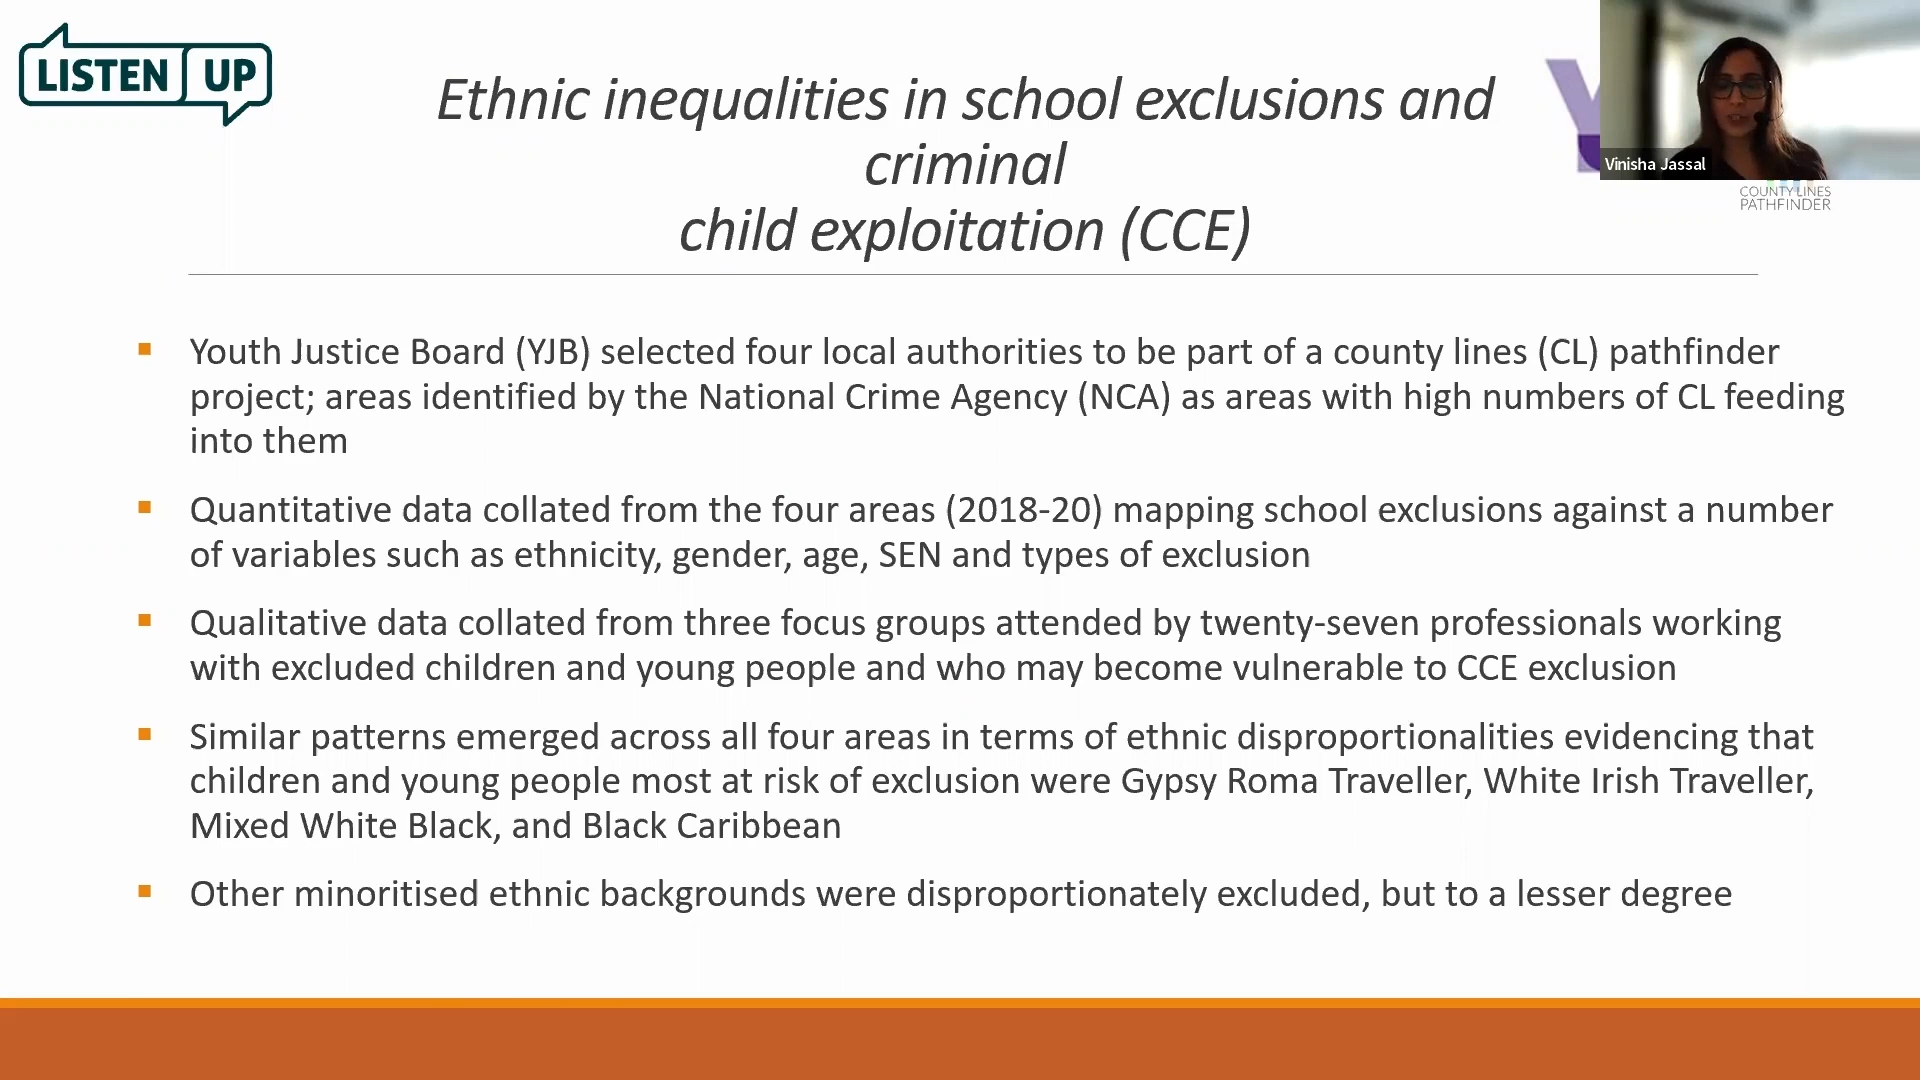 LISTEN UP
Ethnic inequalities in school exclusions and
criminal
child exploitation (CCE)
Vinisha Jassal
COUNTY LINES
PATHFINDER
Youth Justice Board (YJB) selected four local authorities to be part of a county lines (CL) pathfinder
project; areas identified by the National Crime Agency (NCA) as areas with high numbers of CL feeding
into them
Quantitative data collated from the four areas (2018-20) mapping school exclusions against a number
of variables such as ethnicity, gender, age, SEN and types of exclusion
Qualitative data collated from three focus groups attended by twenty-seven professionals working
with excluded children and young people and who may become vulnerable to CCE exclusion
Similar patterns emerged across all four areas in terms of ethnic disproportionalities evidencing that
children and young people most at risk of exclusion were Gypsy Roma Traveller, White Irish Traveller,
Mixed White Black, and Black Caribbean
Other minoritised ethnic backgrounds were disproportionately excluded, but to a lesser degree